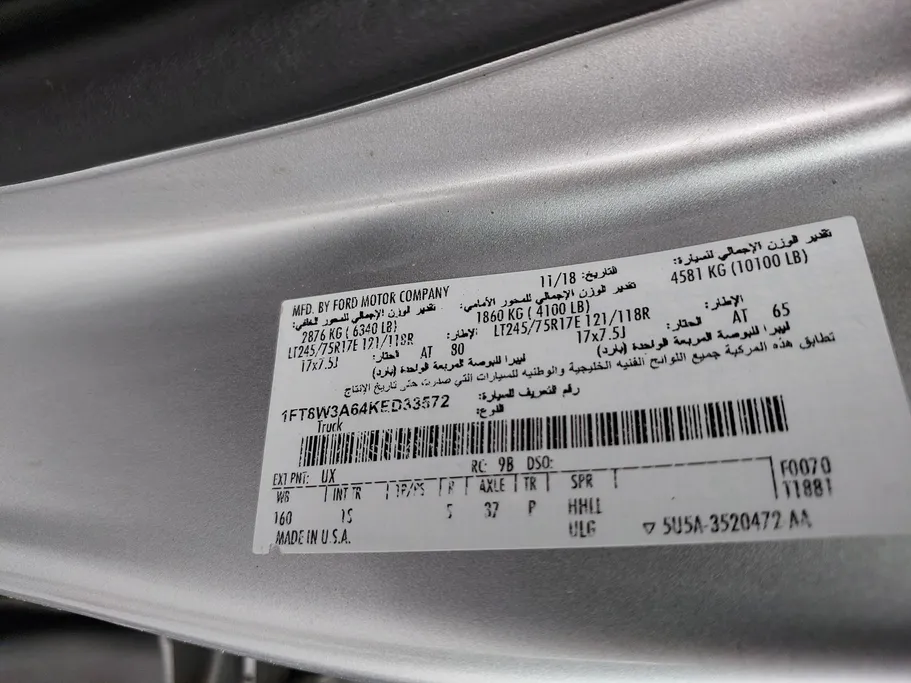 MFD. BY FORD MOTOR COMPANY 11/18 التاريخ: تقدير الوزن الإجمالي للسيارة:
تقدير الوزن الإجمالي للمحور الخلفي: تقدير الوزن الإجمالي للمحور الأمامي: 4581 KG (10100 LB)
2876 KG ( 6340 LB) 1860 KG ( 4100 LB)
LT245/75R17E 121/118R الإطار: LT245/75R17E 121/118R الإطار:
17x7.5J الحتار: AT 80 17x7.5J الحتار: AT 65
ليبرا للبوصة المربعة الواحدة (بارد) ليبرا للبوصة المربعة الواحدة (بارد)
تطابق هذه المركبة جميع اللوائح الفنيه الخليجية والوطنيه للسيارات التي صدرت حتى تاريخ الإنتاج
1FT8W3A64KED33572 رقم التعريف للسيارة:
Truck النوع:
EXT PNT: UX RC: 9B DSO:
WB INT TR TP/PS R AXLE TR SPR F0070
160 1S 5 37 P HHLL 11881
ULG ▽ 5U5A-3520472 AA
MADE IN U.S.A.